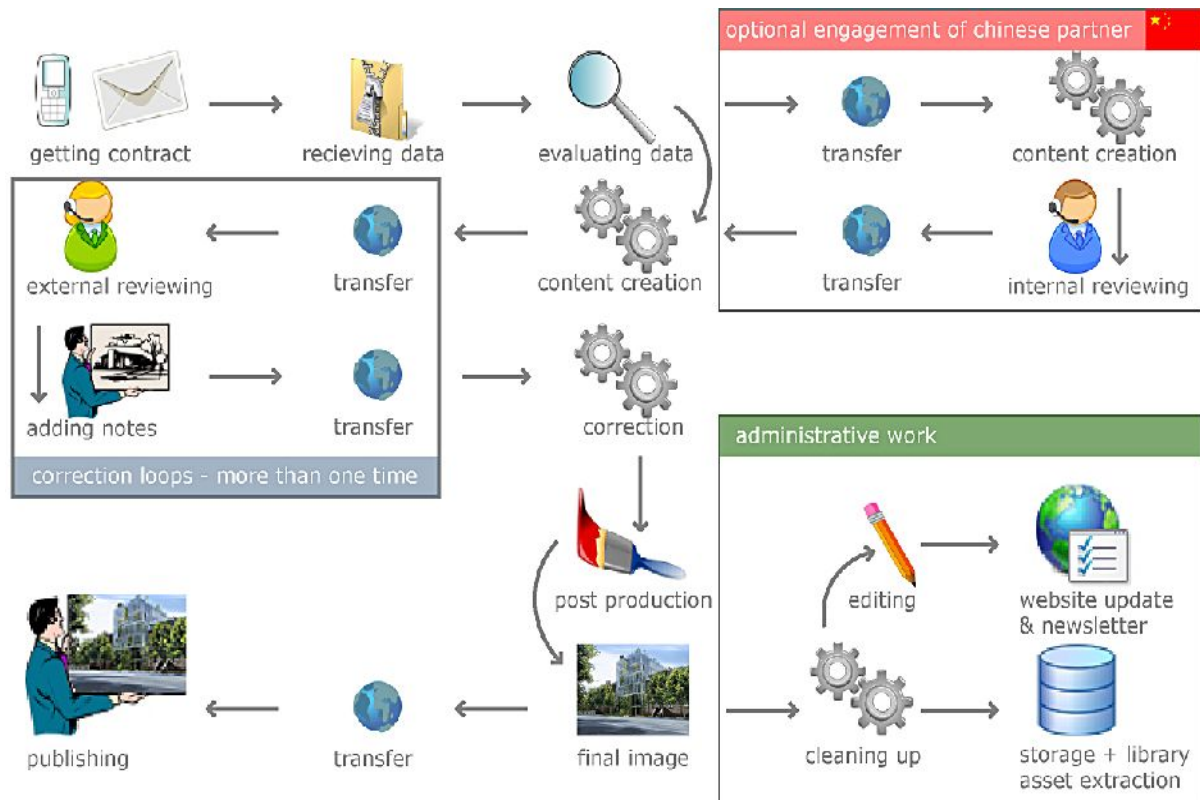 optional engagement of chinese partner
getting contract
recieving data
evaluating data
transfer
content creation
external reviewing
transfer
content creation
transfer
internal reviewing
adding notes
transfer
correction
correction loops - more than one time
administrative work
post production
editing
website update
& newsletter
publishing
transfer
final image
cleaning up
storage + library
asset extraction